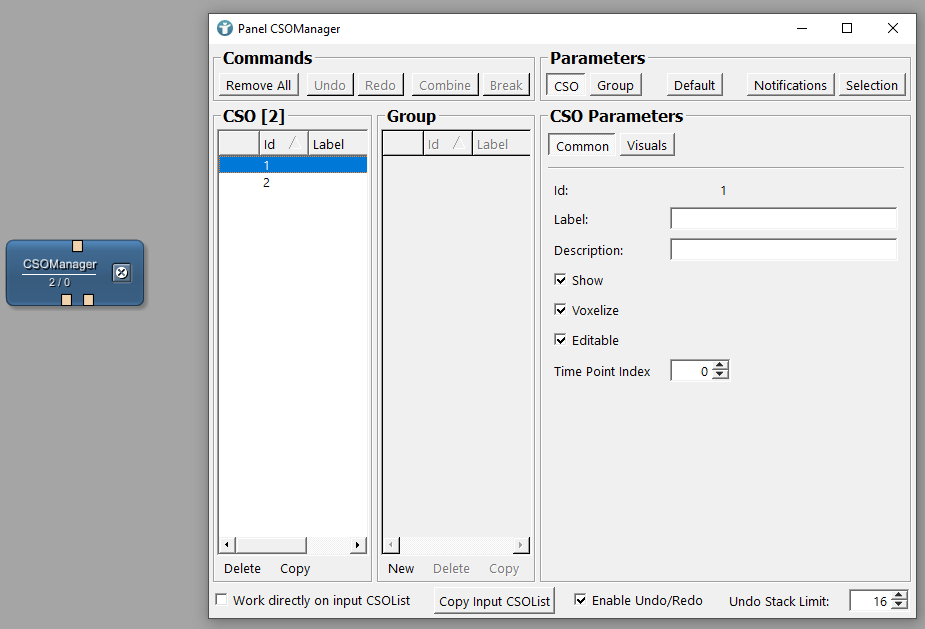 Panel CSOManager
Commands
Remove All Undo Redo Combine Break
Parameters
CSO Group Default Notifications Selection
CSO [2]
Id Label
1
2
Delete Copy
Group
Id Label
New Delete Copy
CSO Parameters
Common Visuals
Id: 1
Label:
Description:
Show
Voxelize
Editable
Time Point Index 0
Work directly on input CSOList Copy Input CSOList Enable Undo/Redo Undo Stack Limit: 16
CSOManager
2 / 0